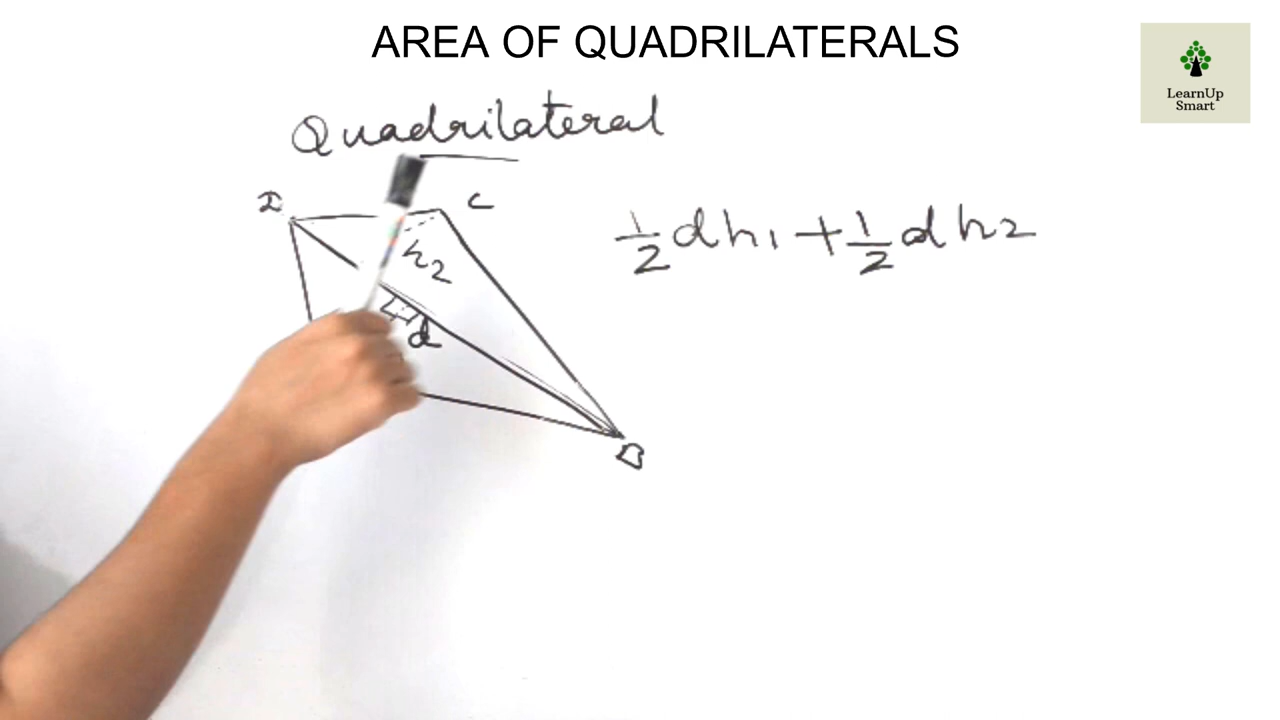 AREA OF QUADRILATERALS
LearnUp
Smart
Quadrilateral
D
C
h2
d
B
1/2 dh1 + 1/2 dh2